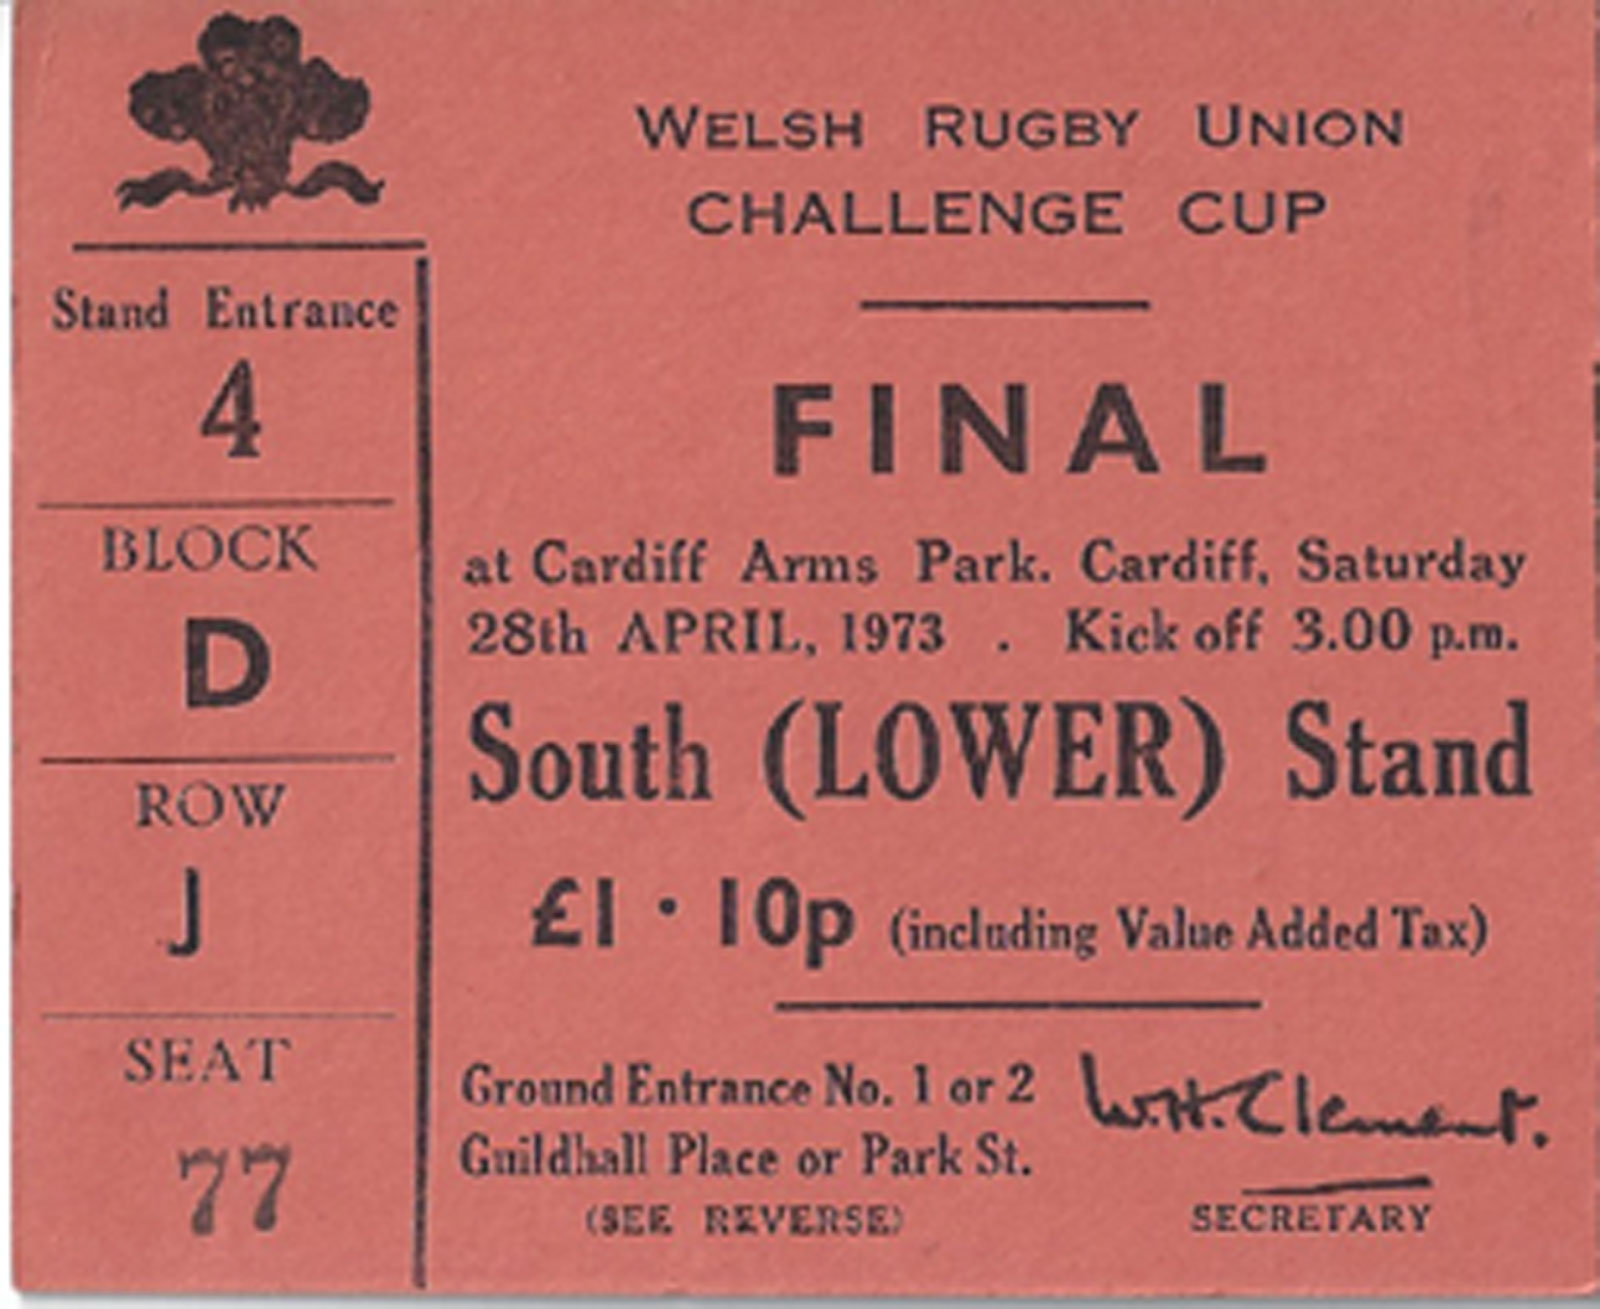 WELSH RUGBY UNION
CHALLENGE CUP
FINAL
at Cardiff Arms Park. Cardiff, Saturday
28th APRIL, 1973 . Kick off 3.00 p.m.
South (LOWER) Stand
£1 · 10p (including Value Added Tax)
Ground Entrance No. 1 or 2
Guildhall Place or Park St.
(SEE REVERSE)
W.H. Clement.
SECRETARY
Stand Entrance
4
BLOCK
D
ROW
J
SEAT
77